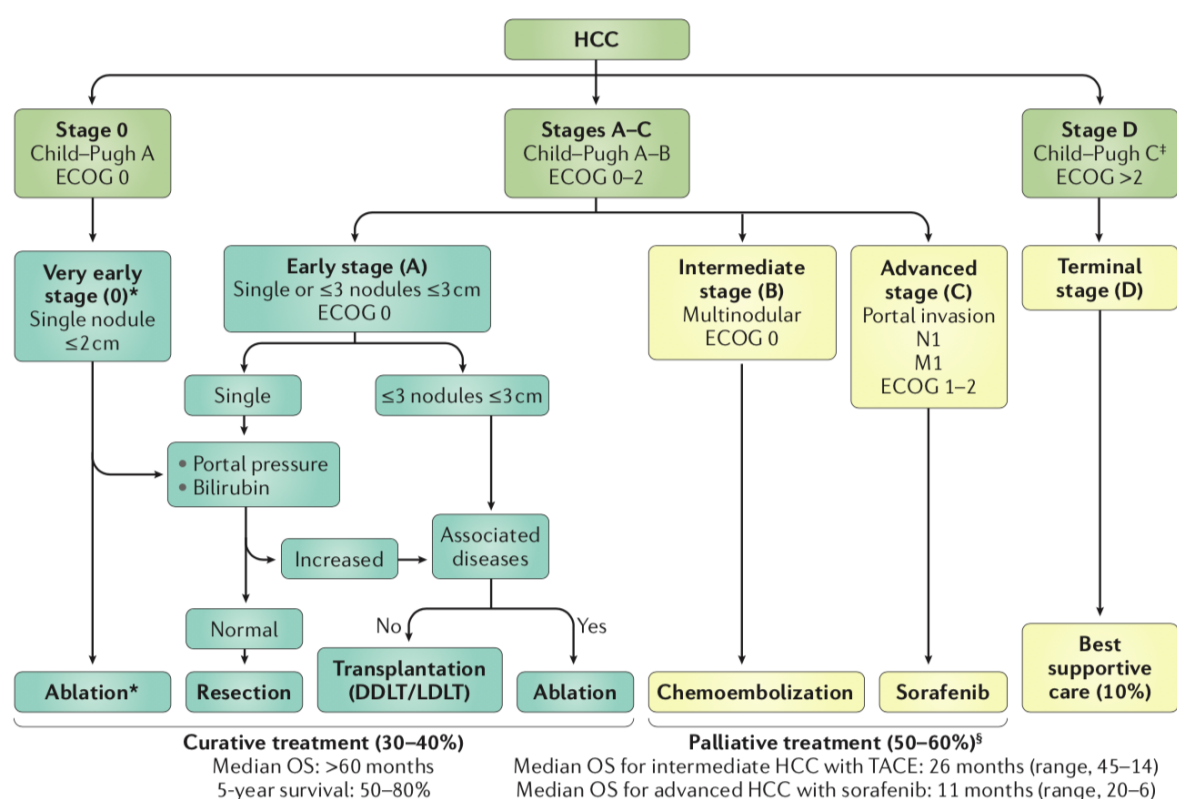 HCC
Stage 0
Child–Pugh A
ECOG 0
Stages A–C
Child–Pugh A–B
ECOG 0–2
Stage D
Child–Pugh C‡
ECOG >2
Very early
stage (0)*
Single nodule
≤2 cm
Early stage (A)
Single or ≤3 nodules ≤3 cm
ECOG 0
Intermediate
stage (B)
Multinodular
ECOG 0
Advanced
stage (C)
Portal invasion
N1
M1
ECOG 1–2
Terminal
stage (D)
Single
≤3 nodules ≤3 cm
• Portal pressure
• Bilirubin
Increased
Associated
diseases
Normal
No
Yes
Ablation*
Resection
Transplantation
(DDLT/LDLT)
Ablation
Chemoembolization
Sorafenib
Best
supportive
care (10%)
Curative treatment (30–40%)
Median OS: >60 months
5-year survival: 50–80%
Palliative treatment (50–60%)§
Median OS for intermediate HCC with TACE: 26 months (range, 45–14)
Median OS for advanced HCC with sorafenib: 11 months (range, 20–6)